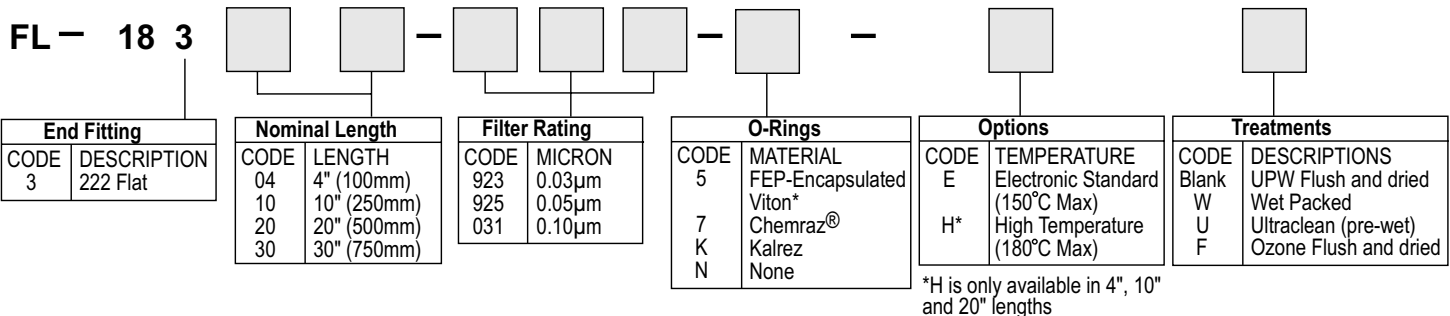 FL – 18 3 – – –
End Fitting
CODE DESCRIPTION
3 222 Flat
Nominal Length
CODE LENGTH
04 4" (100mm)
10 10" (250mm)
20 20" (500mm)
30 30" (750mm)
Filter Rating
CODE MICRON
923 0.03µm
925 0.05µm
031 0.10µm
O-Rings
CODE MATERIAL
5 FEP-Encapsulated
Viton*
7 Chemraz®
K Kalrez
N None
Options
CODE TEMPERATURE
E Electronic Standard
(150°C Max)
H* High Temperature
(180°C Max)
*H is only available in 4", 10"
and 20" lengths
Treatments
CODE DESCRIPTIONS
Blank UPW Flush and dried
W Wet Packed
U Ultraclean (pre-wet)
F Ozone Flush and dried